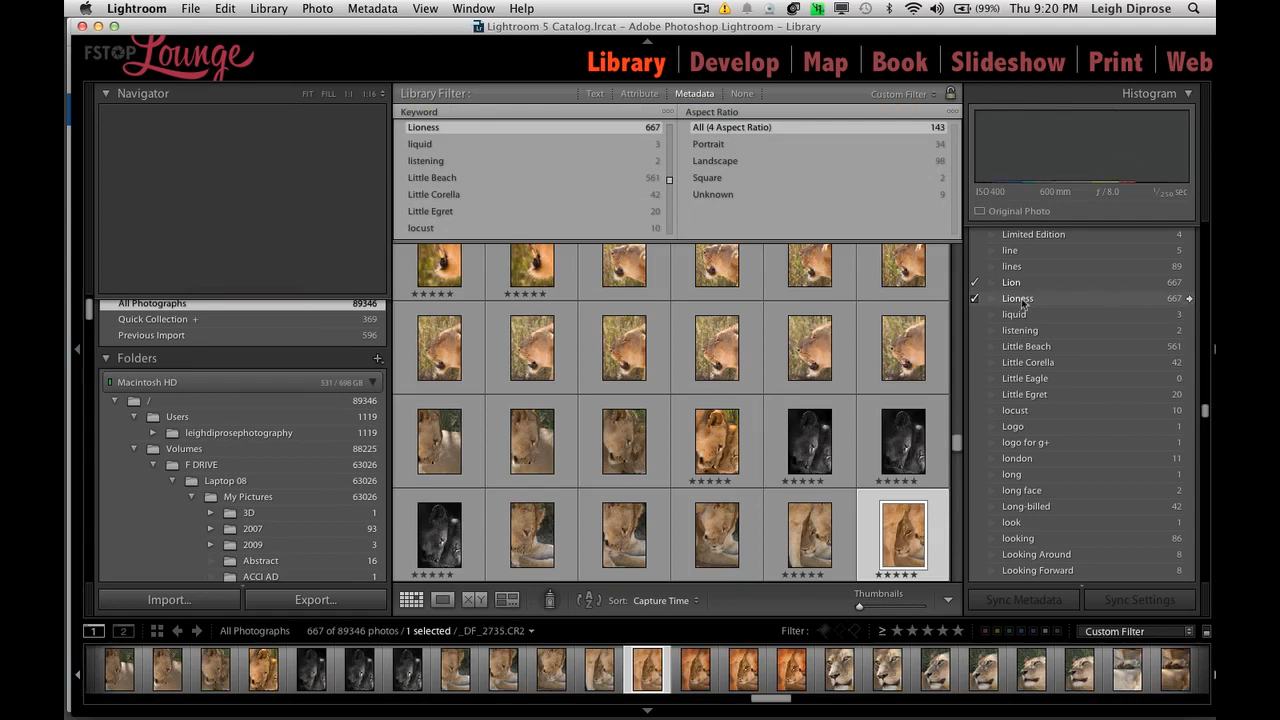 Lightroom File Edit Library Photo Metadata View Window Help (99%) Thu 9:20 PM Leigh Diprose
Lightroom 5 Catalog.lrcat - Adobe Photoshop Lightroom - Library
FSTOP Lounge
Library Develop Map Book Slideshow Print Web
Navigator FIT FILL 1:1 1:16
All Photographs 89346
Quick Collection + 369
Previous Import 596
Folders +
Macintosh HD 531 / 698 GB
/ 89346
Users 1119
leighdiprosephotography 1119
Volumes 88225
F DRIVE 63026
Laptop 08 63026
My Pictures 63026
3D 1
2007 93
2009 3
Abstract 16
ACCI AD 1
Import... Export...
Library Filter: Text Attribute Metadata None Custom Filter
Keyword Aspect Ratio
Lioness 667 All (4 Aspect Ratio) 143
liquid 3 Portrait 34
listening 2 Landscape 98
Little Beach 561 Square 2
Little Corella 42 Unknown 9
Little Egret 20
locust 10
Sort: Capture Time Thumbnails
Histogram
ISO 400 600 mm ƒ / 8.0 1/250 sec
Original Photo
Limited Edition 4
line 5
lines 89
Lion 667
Lioness 667
liquid 3
listening 2
Little Beach 561
Little Corella 42
Little Eagle 0
Little Egret 20
locust 10
Logo 1
logo for g+ 1
london 11
long 1
long face 2
Long-billed 42
look 1
looking 86
Looking Around 8
Looking Forward 8
Sync Metadata Sync Settings
1 2 All Photographs 667 of 89346 photos / 1 selected / _DF_2735.CR2 Filter: ≥ ★★★★★ Custom Filter